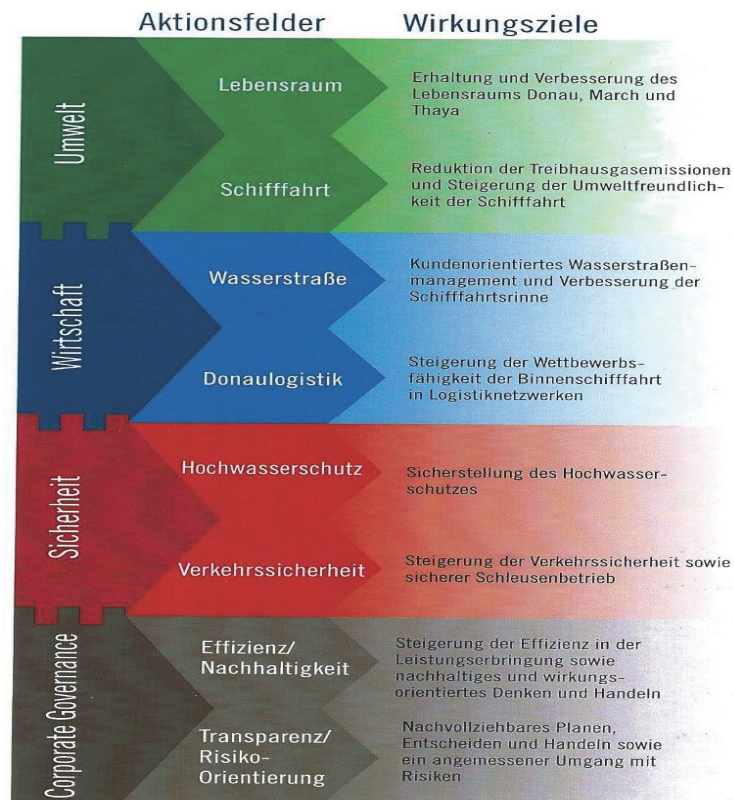 Aktionsfelder
Wirkungsziele
Umwelt
Lebensraum
Erhaltung und Verbesserung des
Lebensraums Donau, March und
Thaya
Schifffahrt
Reduktion der Treibhausgasemissionen
und Steigerung der Umweltfreundlich-
keit der Schifffahrt
Wirtschaft
Wasserstraße
Kundenorientiertes Wasserstraßen-
management und Verbesserung der
Schifffahrtsrinne
Donaulogistik
Steigerung der Wettbewerbs-
fähigkeit der Binnenschifffahrt
in Logistiknetzwerken
Sicherheit
Hochwasserschutz
Sicherstellung des Hochwasser-
schutzes
Verkehrssicherheit
Steigerung der Verkehrssicherheit sowie
sicherer Schleusenbetrieb
Corporate Governance
Effizienz/
Nachhaltigkeit
Steigerung der Effizienz in der
Leistungserbringung sowie
nachhaltiges und wirkungs-
orientiertes Denken und Handeln
Transparenz/
Risiko-
Orientierung
Nachvollziehbares Planen,
Entscheiden und Handeln sowie
ein angemessener Umgang mit
Risiken